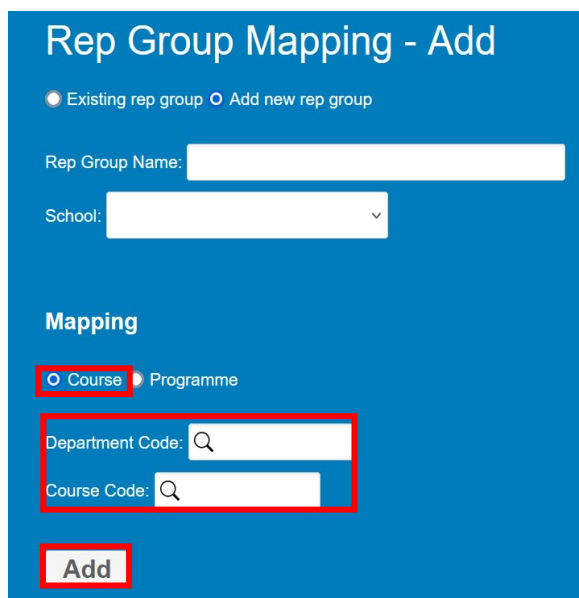 Rep Group Mapping - Add
Existing rep group Add new rep group
Rep Group Name:
School:
Mapping
Course Programme
Department Code:
Course Code:
Add